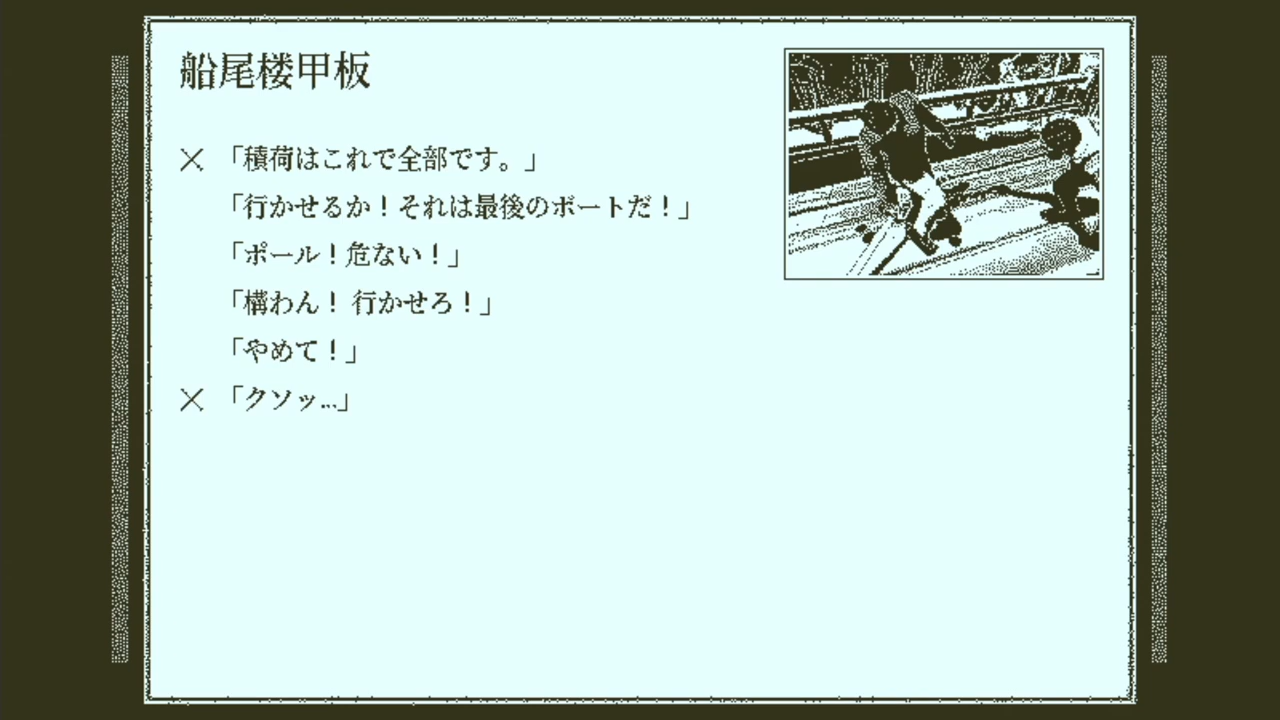 船尾楼甲板
╳ 「積荷はこれで全部です。」
「行かせるか！それは最後のボートだ！」
「ポール！危ない！」
「構わん！ 行かせろ！」
「やめて！」
╳ 「クソッ...」